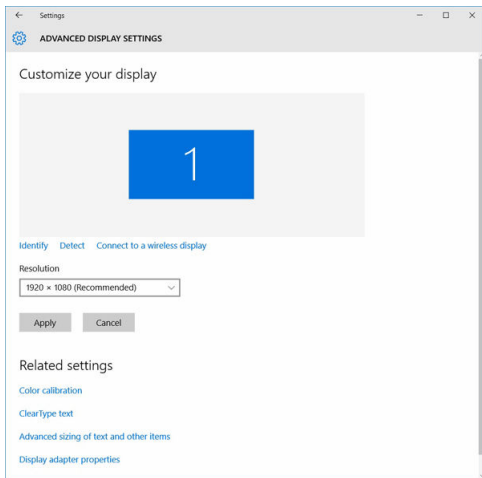 Settings
ADVANCED DISPLAY SETTINGS
Customize your display
1
Identify Detect Connect to a wireless display
Resolution
1920 × 1080 (Recommended)
Apply Cancel
Related settings
Color calibration
ClearType text
Advanced sizing of text and other items
Display adapter properties